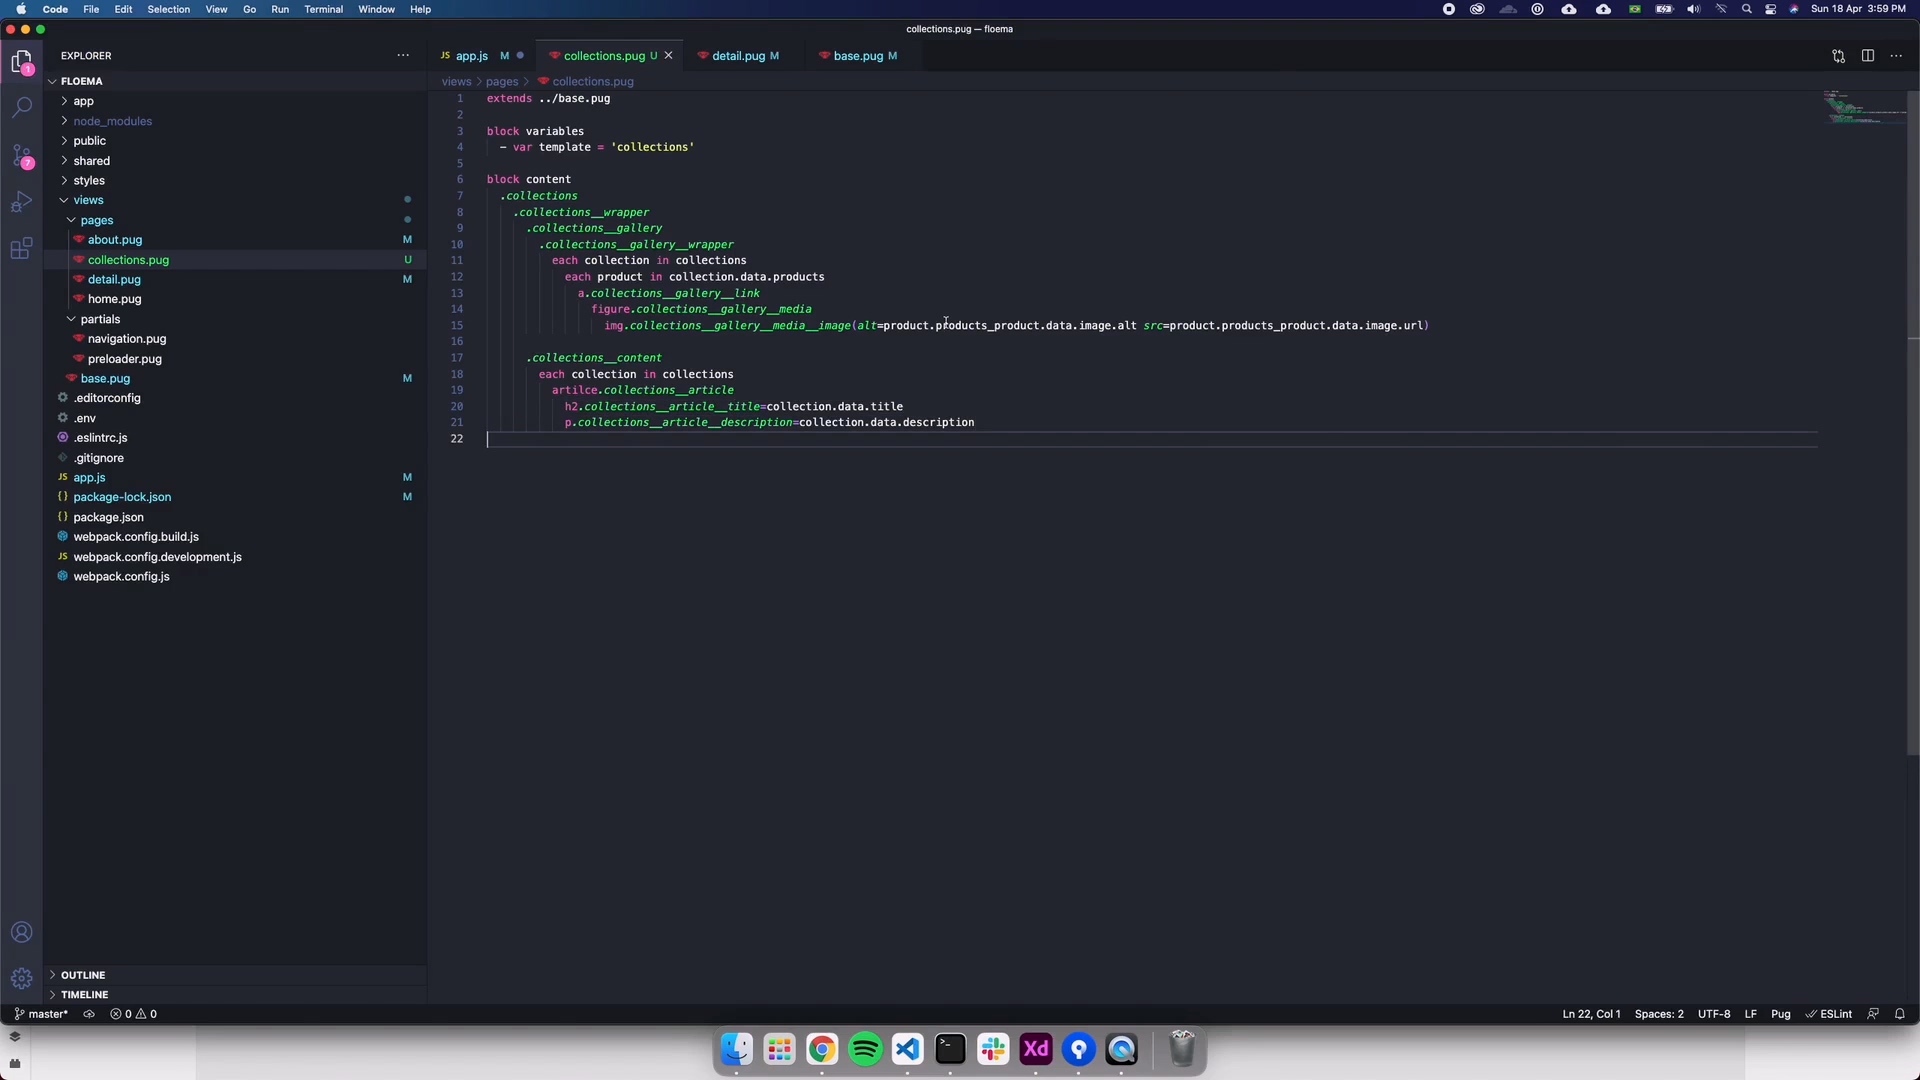 Code File Edit Selection View Go Run Terminal Window Help
Sun 18 Apr 3:59 PM
collections.pug — floema
EXPLORER
JS app.js M
collections.pug U
detail.pug M
base.pug M
views > pages > collections.pug
FLOEMA
app
node_modules
public
shared
styles
views
pages
about.pug M
collections.pug U
detail.pug M
home.pug
partials
navigation.pug
preloader.pug
base.pug M
.editorconfig
.env
.eslintrc.js
.gitignore
JS app.js M
{} package-lock.json M
{} package.json
webpack.config.build.js
JS webpack.config.development.js
webpack.config.js
1
7
1 extends ../base.pug
2
3 block variables
4 - var template = 'collections'
5
6 block content
7 .collections
8 .collections__wrapper
9 .collections__gallery
10 .collections__gallery__wrapper
11 each collection in collections
12 each product in collection.data.products
13 a.collections__gallery__link
14 figure.collections__gallery__media
15 img.collections__gallery__media__image(alt=product.products_product.data.image.alt src=product.products_product.data.image.url)
16
17 .collections__content
18 each collection in collections
19 artilce.collections__article
20 h2.collections__article__title=collection.data.title
21 p.collections__article__description=collection.data.description
22
OUTLINE
TIMELINE
master* 0 0
Ln 22, Col 1 Spaces: 2 UTF-8 LF Pug ESLint
Xd